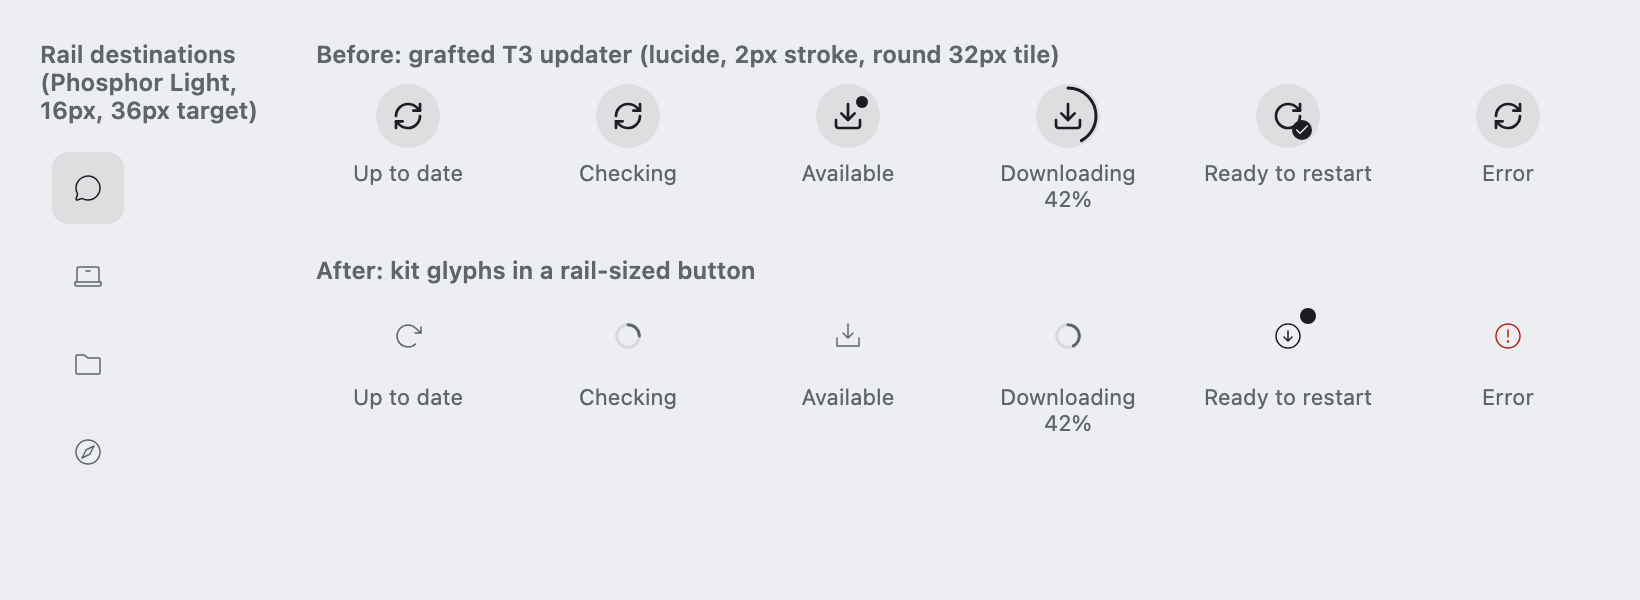 Rail destinations
(Phosphor Light,
16px, 36px target)
Before: grafted T3 updater (lucide, 2px stroke, round 32px tile)
Up to date
Checking
Available
Downloading
42%
Ready to restart
Error
After: kit glyphs in a rail-sized button
Up to date
Checking
Available
Downloading
42%
Ready to restart
Error